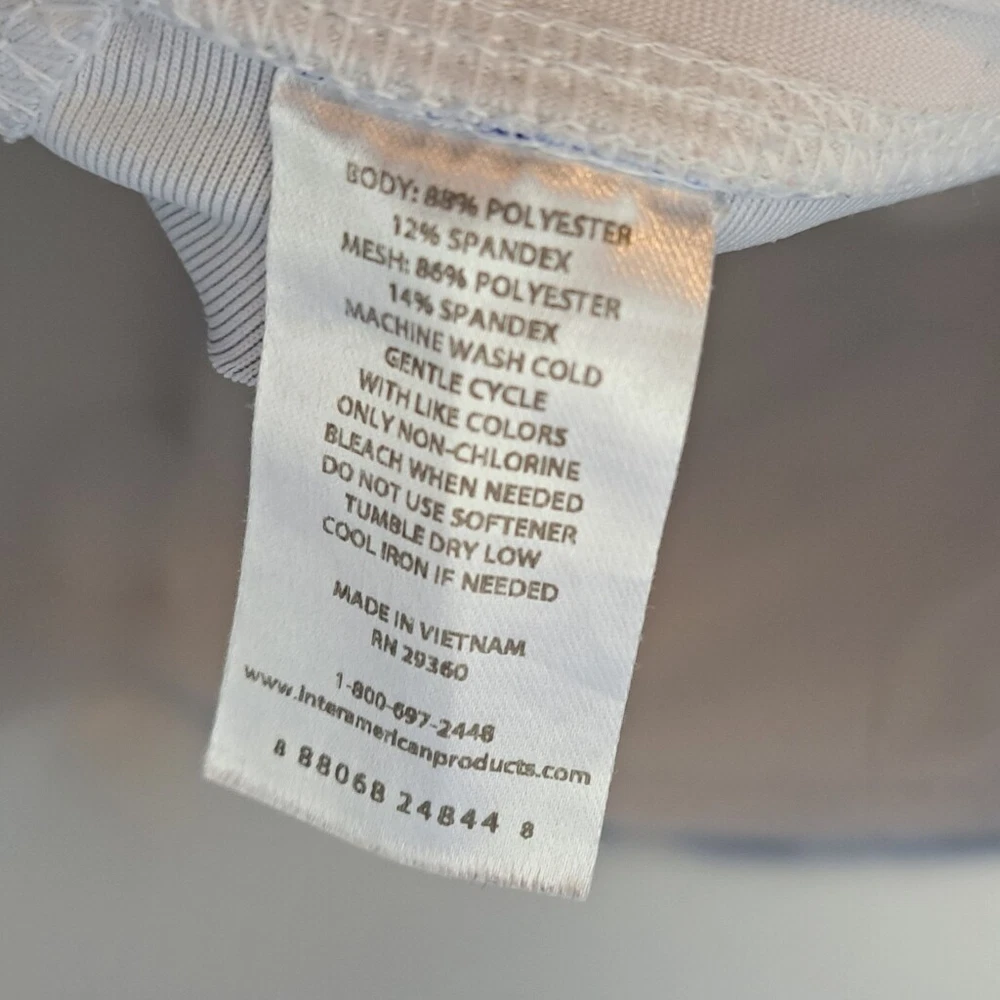 BODY: 88% POLYESTER
12% SPANDEX
MESH: 86% POLYESTER
14% SPANDEX
MACHINE WASH COLD
GENTLE CYCLE
WITH LIKE COLORS
ONLY NON-CHLORINE
BLEACH WHEN NEEDED
DO NOT USE SOFTENER
TUMBLE DRY LOW
COOL IRON IF NEEDED
MADE IN VIETNAM
RN 29360
1-800-697-2448
www.interamericanproducts.com
8 88068 24844 8